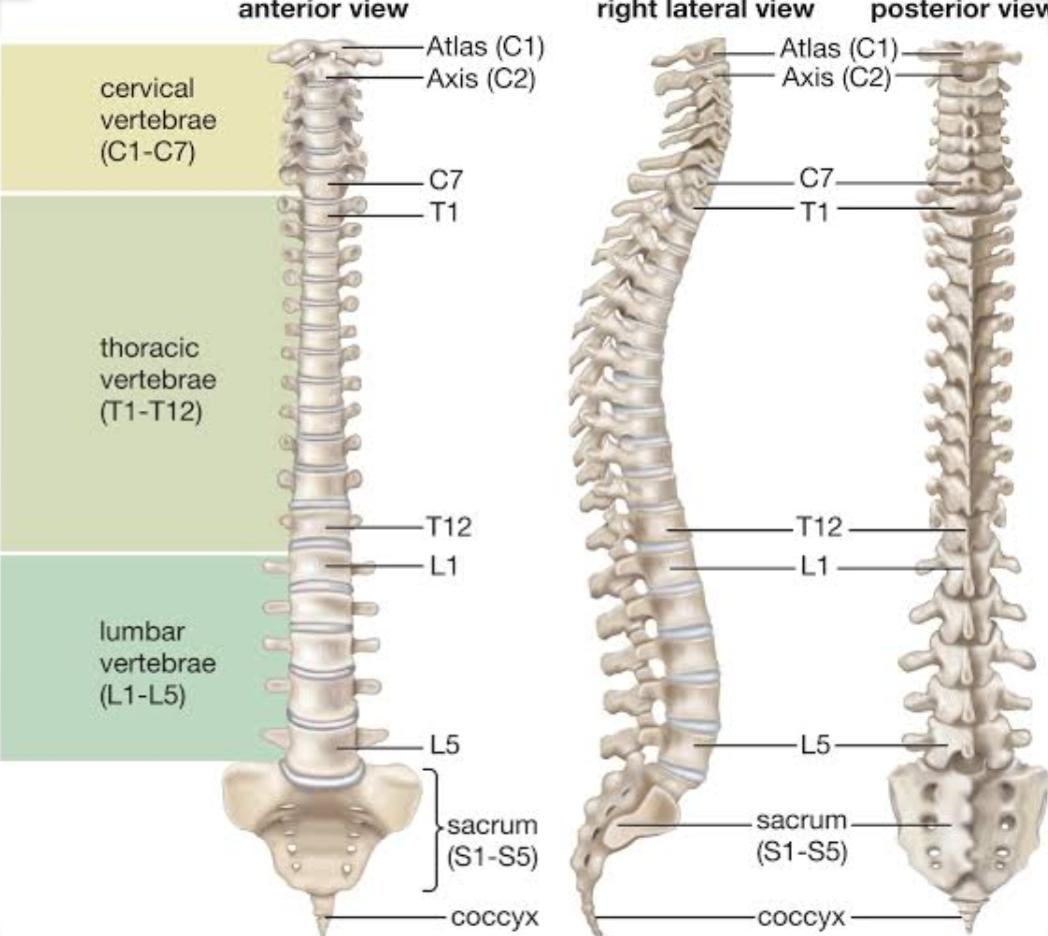 anterior view
right lateral view
posterior view
cervical
vertebrae
(C1-C7)
thoracic
vertebrae
(T1-T12)
lumbar
vertebrae
(L1-L5)
Atlas (C1)
Axis (C2)
C7
T1
T12
L1
L5
sacrum
(S1-S5)
coccyx
Atlas (C1)
Axis (C2)
C7
T1
T12
L1
L5
sacrum
(S1-S5)
coccyx